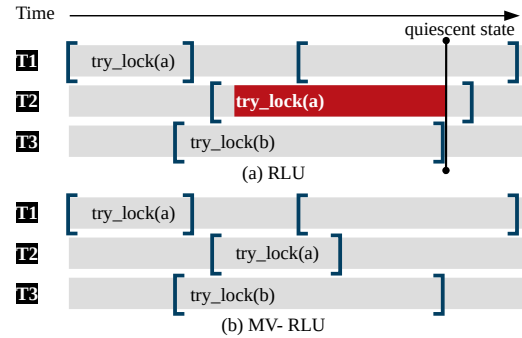 Time
quiescent state
T1 try_lock(a)
T2 try_lock(a)
T3 try_lock(b)
(a) RLU
T1 try_lock(a)
T2 try_lock(a)
T3 try_lock(b)
(b) MV- RLU